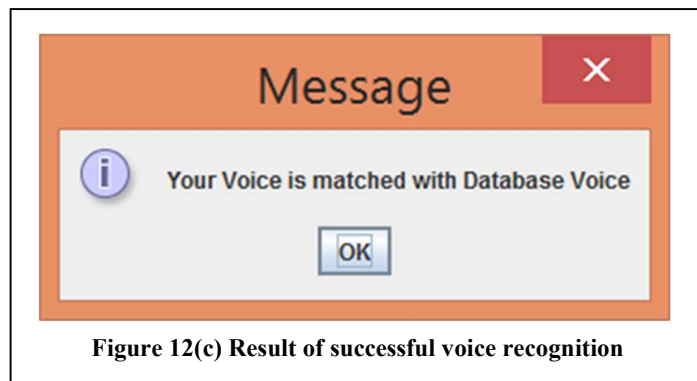 Message
Your Voice is matched with Database Voice
OK
Figure 12(c) Result of successful voice recognition